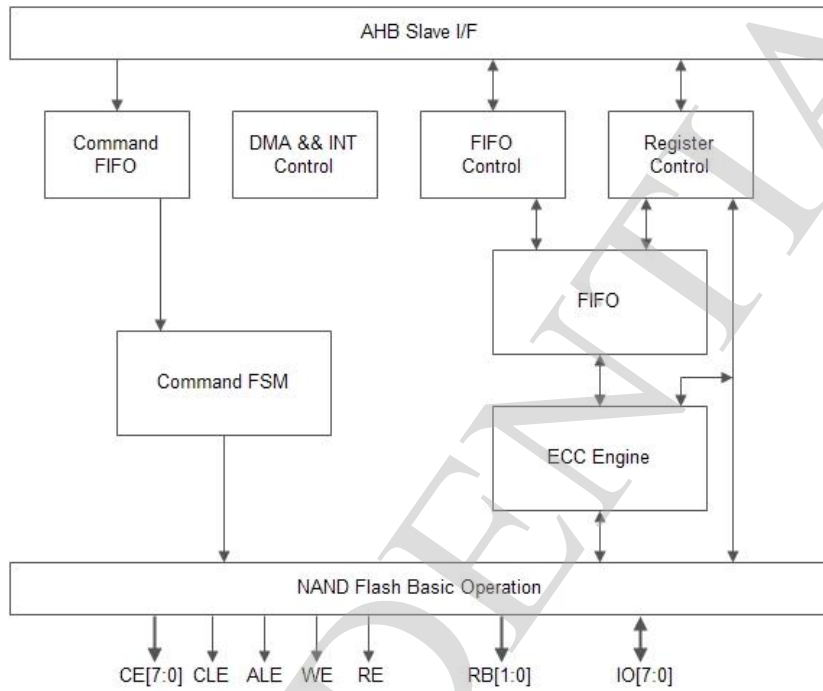 AHB Slave I/F
Command
FIFO
DMA && INT
Control
FIFO
Control
Register
Control
FIFO
Command FSM
ECC Engine
NAND Flash Basic Operation
CE[7:0] CLE ALE WE RE RB[1:0] IO[7:0]
DENTIA